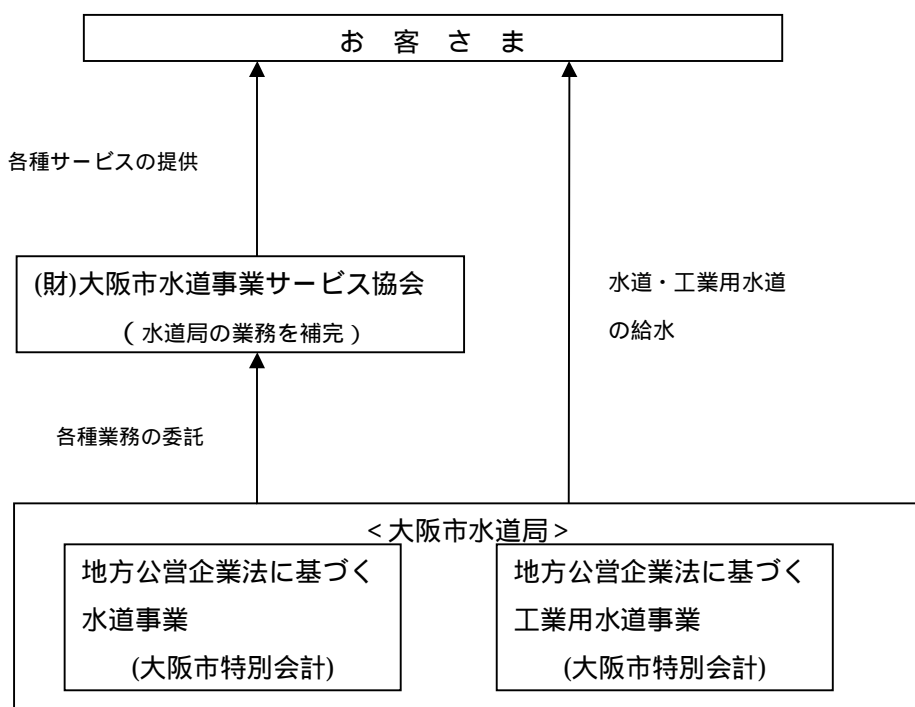 お 客 さ ま
各種サービスの提供
(財)大阪市水道事業サービス協会
( 水道局の業務を補完 )
水道・工業用水道
の給水
各種業務の委託
<大阪市水道局>
地方公営企業法に基づく
水道事業
(大阪市特別会計)
地方公営企業法に基づく
工業用水道事業
(大阪市特別会計)